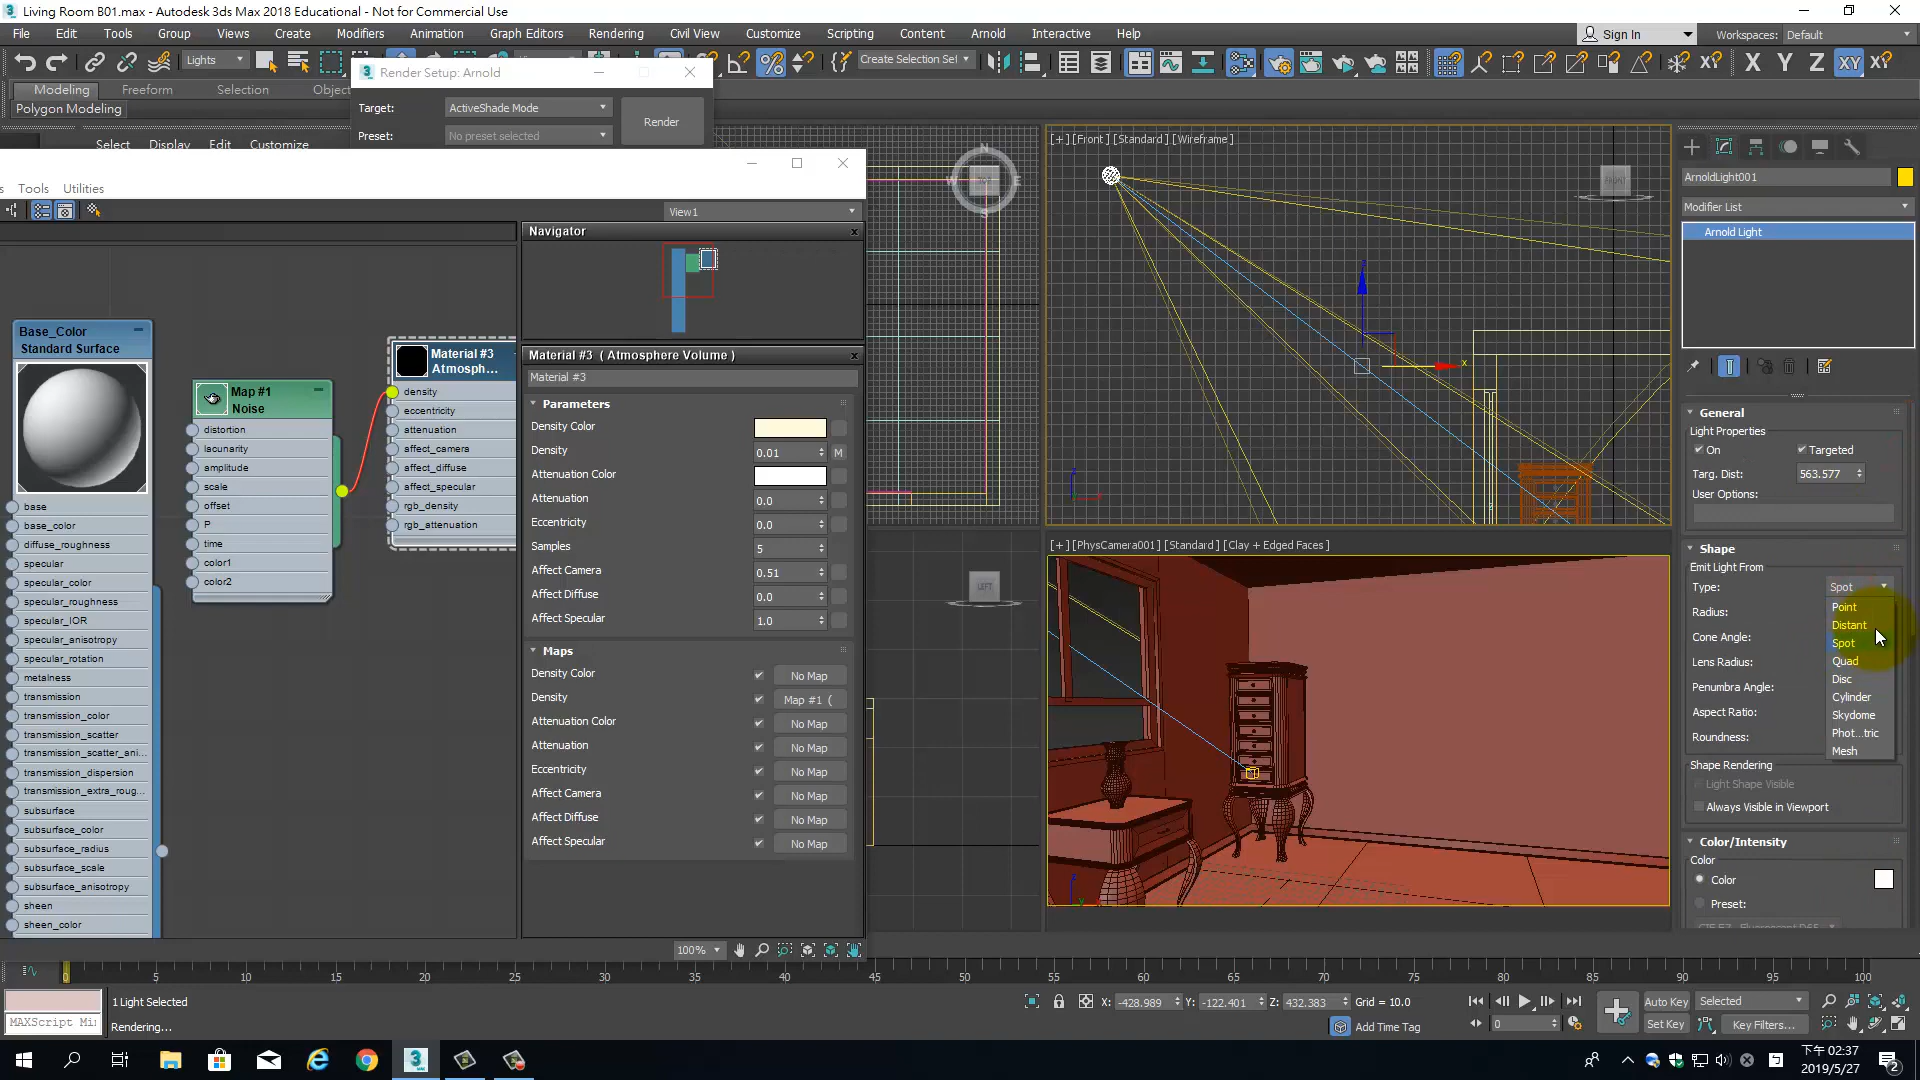 Living Room B01.max - Autodesk 3ds Max 2018 Educational - Not for Commercial Use
File Edit Tools Group Views Create Modifiers Animation Graph Editors Rendering Civil View Customize Scripting Content Arnold Interactive Help
Sign In Workspaces: Default
Lights Create Selection Set X Y Z XY XY
Modeling Freeform Selection
Polygon Modeling
Select Display Edit Customize
Render Setup: Arnold
Target: ActiveShade Mode
Preset: No preset selected
Render
Tools Utilities
View1
Navigator
Base_Color
Standard Surface
base
base_color
diffuse_roughness
specular
specular_color
specular_roughness
specular_IOR
specular_anisotropy
specular_rotation
metalness
transmission
transmission_color
transmission_scatter
transmission_scatter_ani...
transmission_dispersion
transmission_extra_roug...
subsurface
subsurface_color
subsurface_radius
subsurface_scale
subsurface_anisotropy
sheen
sheen_color
Map #1
Noise
distortion
lacunarity
amplitude
scale
offset
P
time
color1
color2
Material #3
Atmosph...
density
eccentricity
attenuation
affect_camera
affect_diffuse
affect_specular
rgb_density
rgb_attenuation
Material #3 ( Atmosphere Volume )
Material #3
Parameters
Density Color
Density 0.01 M
Attenuation Color
Attenuation 0.0
Eccentricity 0.0
Samples 5
Affect Camera 0.51
Affect Diffuse 0.0
Affect Specular 1.0
Maps
Density Color No Map
Density Map #1 (
Attenuation Color No Map
Attenuation No Map
Eccentricity No Map
Affect Camera No Map
Affect Diffuse No Map
Affect Specular No Map
100%
N
W E
S
TOP
LEFT
[+] [Front] [Standard] [Wireframe]
FRONT
x
[+] [PhysCamera001] [Standard] [Clay + Edged Faces]
ArnoldLight001
Modifier List
Arnold Light
General
Light Properties
On Targeted
Targ. Dist: 563.577
User Options:
Shape
Emit Light From
Type: Spot
Radius:
Cone Angle:
Lens Radius:
Penumbra Angle:
Aspect Ratio:
Roundness:
Point
Distant
Spot
Quad
Disc
Cylinder
Skydome
Phot...tric
Mesh
Shape Rendering
Light Shape Visible
Always Visible in Viewport
Color/Intensity
Color
Color
Preset:
0 5 10 15 20 25 30 35 40 45 50 55 60 65 70 75 80 85 90 95 100
1 Light Selected
MAXScript Mi
Rendering...
X: -428.989 Y: -122.401 Z: 432.383 Grid = 10.0
Add Time Tag
0
Auto Key Selected
Set Key Key Filters...
下午 02:37
2019/5/27
2